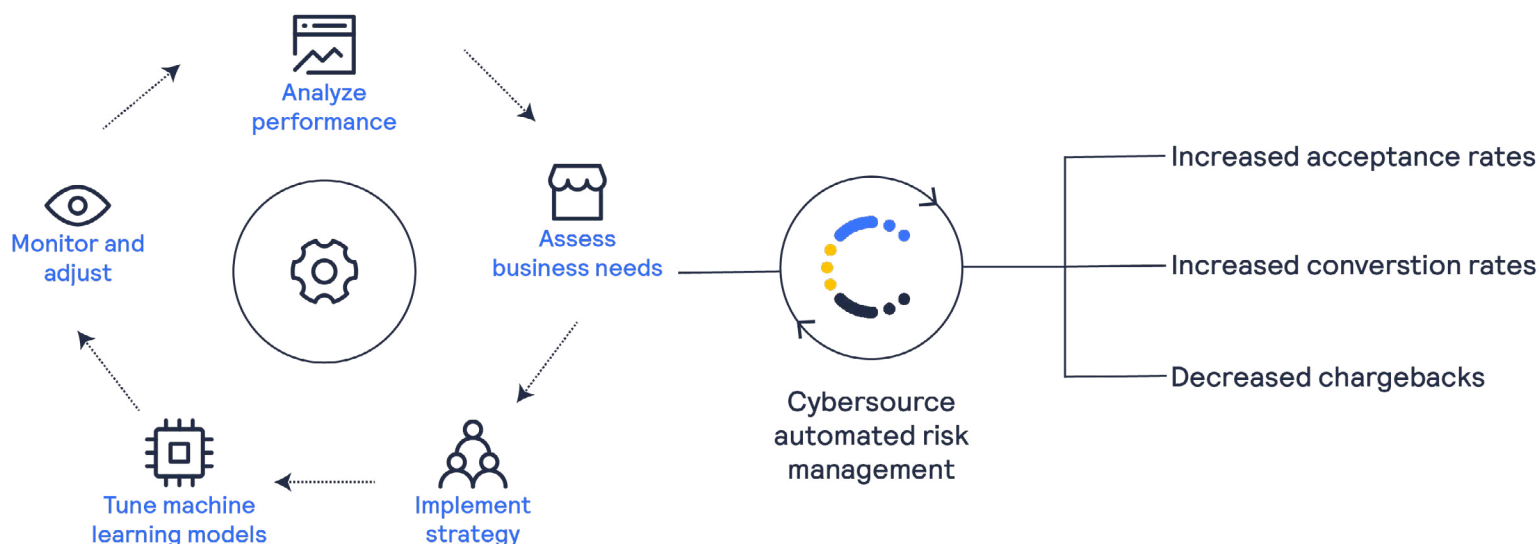 Analyze
performance
Monitor and
adjust
Assess
business needs
Tune machine
learning models
Implement
strategy
Cybersource
automated risk
management
Increased acceptance rates
Increased converstion rates
Decreased chargebacks